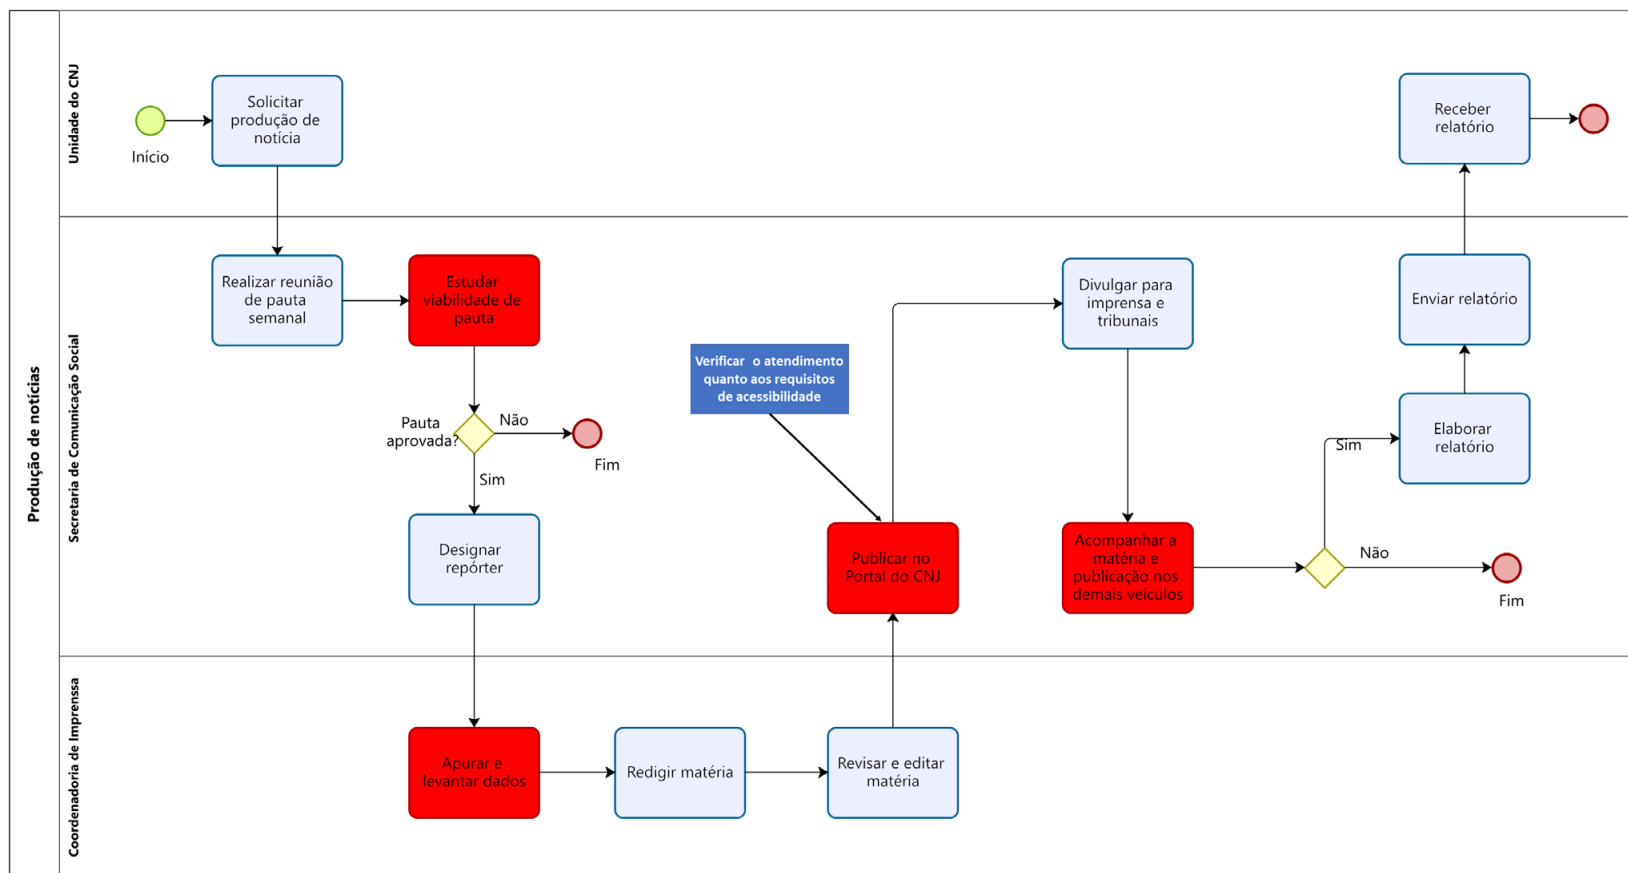 Produção de notícias
Unidade do CNJ
Início
Solicitar
produção de
notícia
Receber
relatório
Secretaria de Comunicação Social
Realizar reunião
de pauta
semanal
Estudar
viabilidade de
pauta
Pauta
aprovada?
Não
Fim
Sim
Designar
repórter
Verificar o atendimento
quanto aos requisitos
de acessibilidade
Publicar no
Portal do CNJ
Divulgar para
imprensa e
tribunais
Acompanhar a
matéria e
publicação nos
demais veículos
Sim
Não
Fim
Elaborar
relatório
Enviar relatório
Coordenadoria de Imprenssa
Apurar e
levantar dados
Redigir matéria
Revisar e editar
matéria